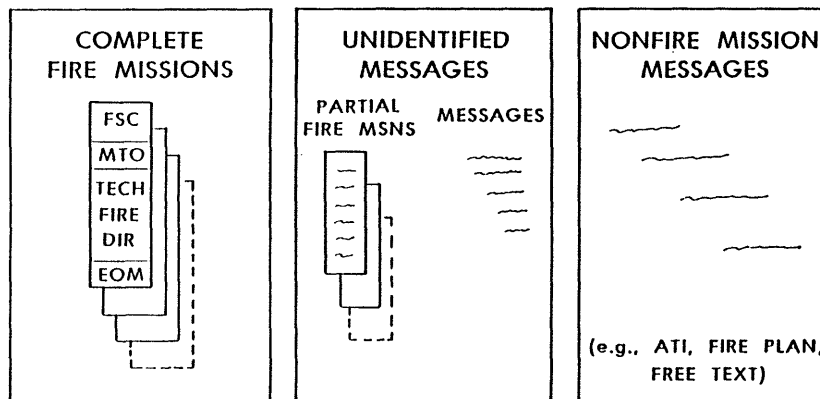 COMPLETE
FIRE MISSIONS
FSC
MTO
TECH
FIRE
DIR
EOM
UNIDENTIFIED
MESSAGES
PARTIAL
FIRE MSNS
MESSAGES
NONFIRE MISSION
MESSAGES
(e.g., ATI, FIRE PLAN,
FREE TEXT)